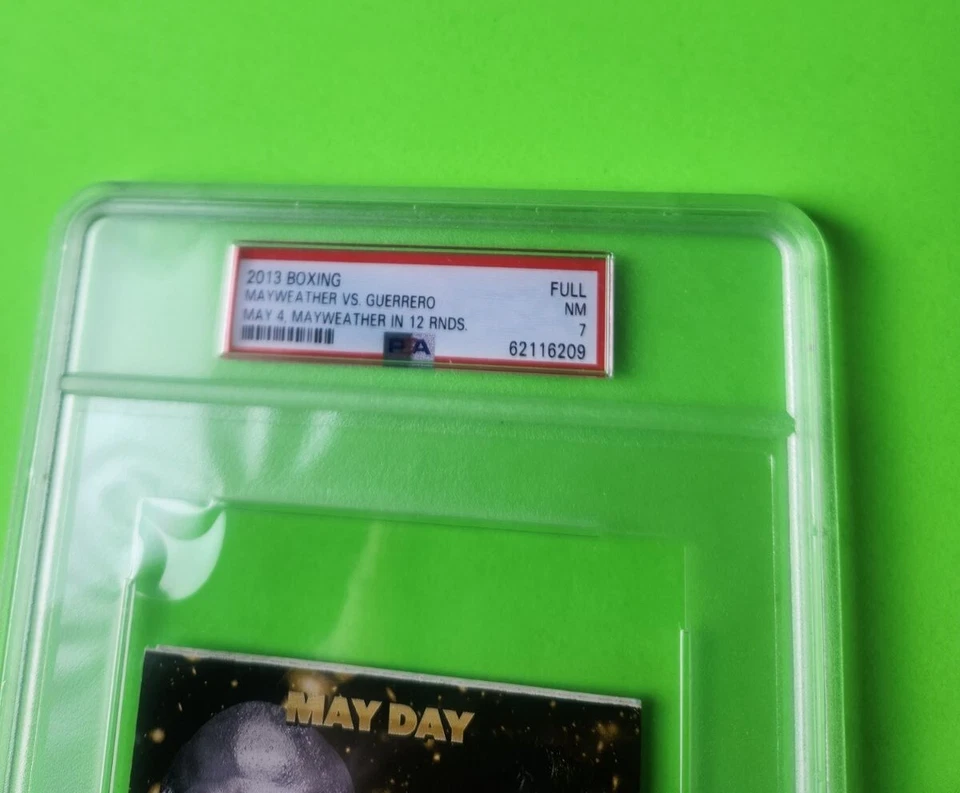 2013 BOXING
MAYWEATHER VS. GUERRERO
MAY 4, MAYWEATHER IN 12 RNDS.
FULL
NM
7
62116209
PSA
MAY DAY